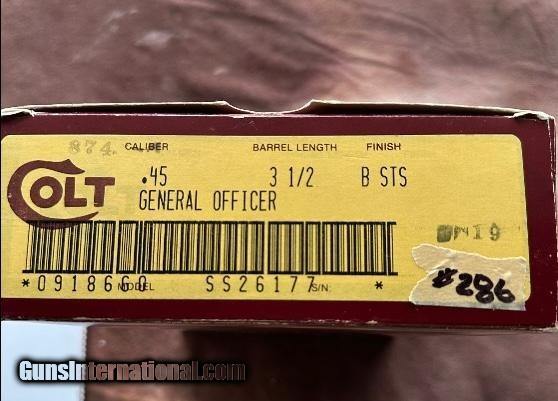 874.
CALIBER BARREL LENGTH FINISH
COLT
.45 3 1/2 B STS
GENERAL OFFICER
N19
*0918660 MODEL SS26177 S/N: *
#286
GunsInternational.com